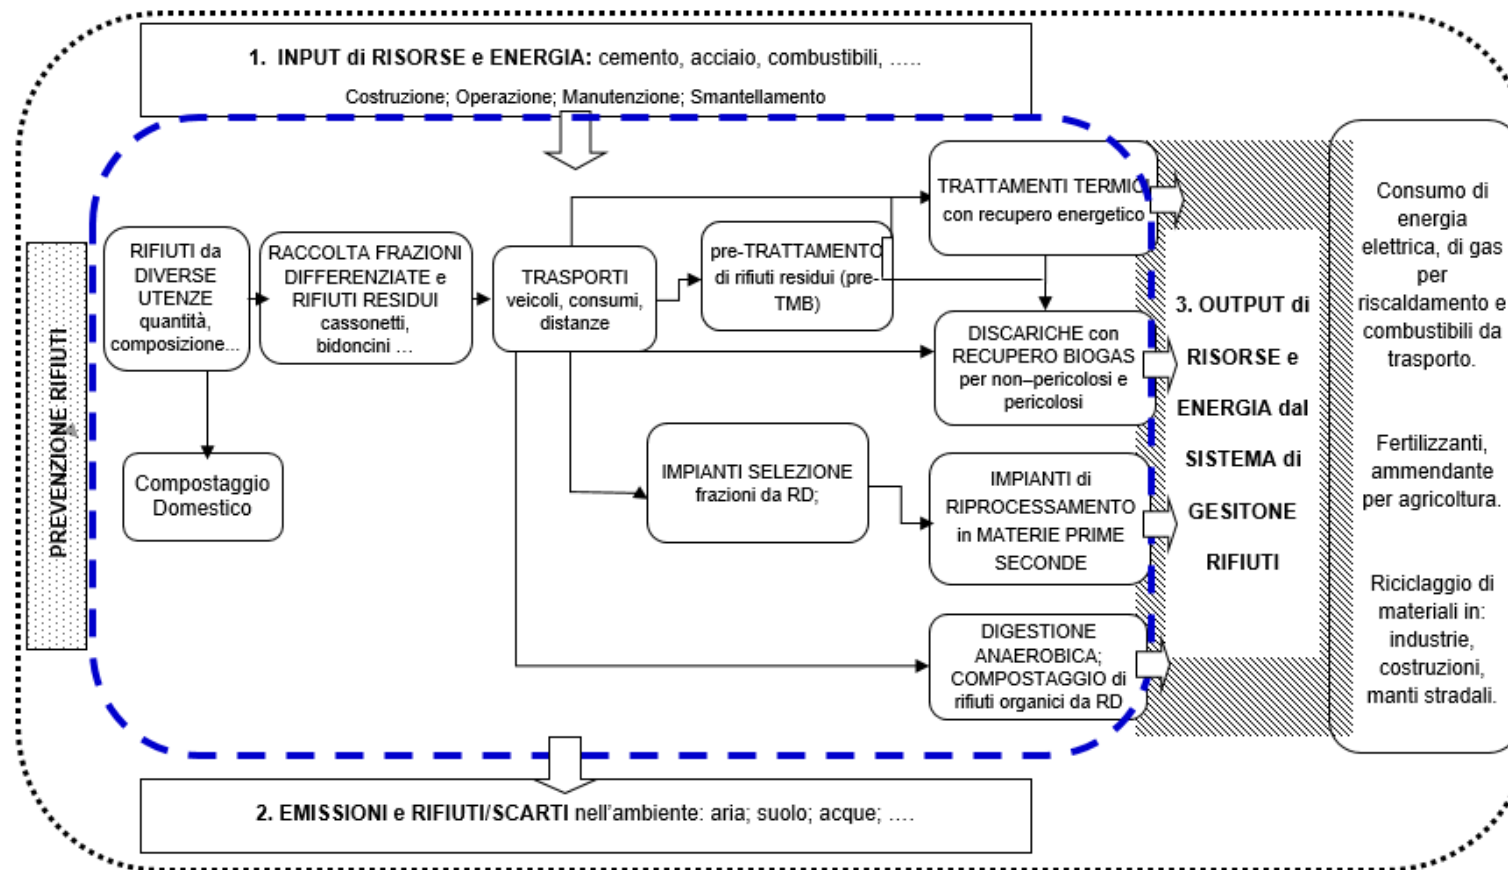 1. INPUT di RISORSE e ENERGIA: cemento, acciaio, combustibili, …..
Costruzione; Operazione; Manutenzione; Smantellamento
PREVENZIONE RIFIUTI
RIFIUTI da
DIVERSE
UTENZE
quantità,
composizione...
RACCOLTA FRAZIONI
DIFFERENZIATE e
RIFIUTI RESIDUI
cassonetti,
bidoncini …
Compostaggio
Domestico
TRASPORTI
veicoli, consumi,
distanze
pre-TRATTAMENTO
di rifiuti residui (pre-
TMB)
IMPIANTI SELEZIONE
frazioni da RD;
TRATTAMENTI TERMICI
con recupero energetico
DISCARICHE con
RECUPERO BIOGAS
per non–pericolosi e
pericolosi
IMPIANTI di
RIPROCESSAMENTO
in MATERIE PRIME
SECONDE
DIGESTIONE
ANAEROBICA;
COMPOSTAGGIO di
rifiuti organici da RD
3. OUTPUT di
RISORSE e
ENERGIA dal
SISTEMA di
GESITONE
RIFIUTI
Consumo di
energia
elettrica, di gas
per
riscaldamento e
combustibili da
trasporto.
Fertilizzanti,
ammendante
per agricoltura.
Riciclaggio di
materiali in:
industrie,
costruzioni,
manti stradali.
2. EMISSIONI e RIFIUTI/SCARTI nell'ambiente: aria; suolo; acque; ….